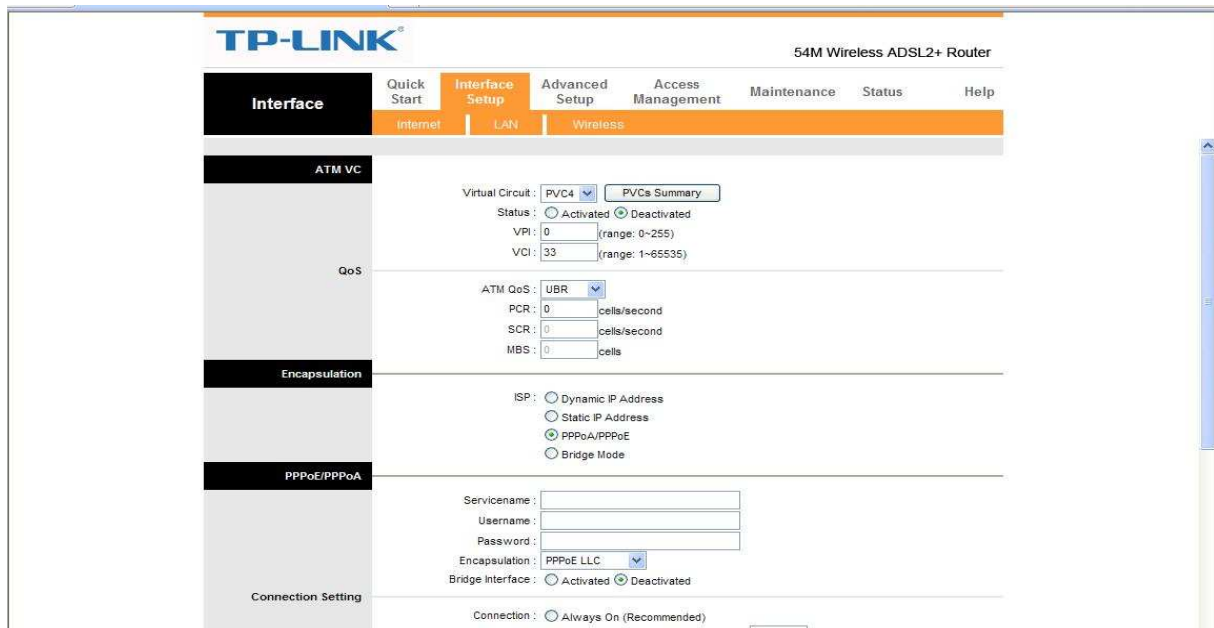 TP-LINK®
54M Wireless ADSL2+ Router
Interface
Quick Start
Interface Setup
Advanced Setup
Access Management
Maintenance
Status
Help
Internet
LAN
Wireless
ATM VC
Virtual Circuit : PVC4 PVCs Summary
Status : Activated Deactivated
VPI : 0 (range: 0~255)
VCI : 33 (range: 1~65535)
QoS
ATM QoS : UBR
PCR : 0 cells/second
SCR : 0 cells/second
MBS : 0 cells
Encapsulation
ISP : Dynamic IP Address
Static IP Address
PPPoA/PPPoE
Bridge Mode
PPPoE/PPPoA
Servicename :
Username :
Password :
Encapsulation : PPPoE LLC
Bridge Interface : Activated Deactivated
Connection Setting
Connection : Always On (Recommended)